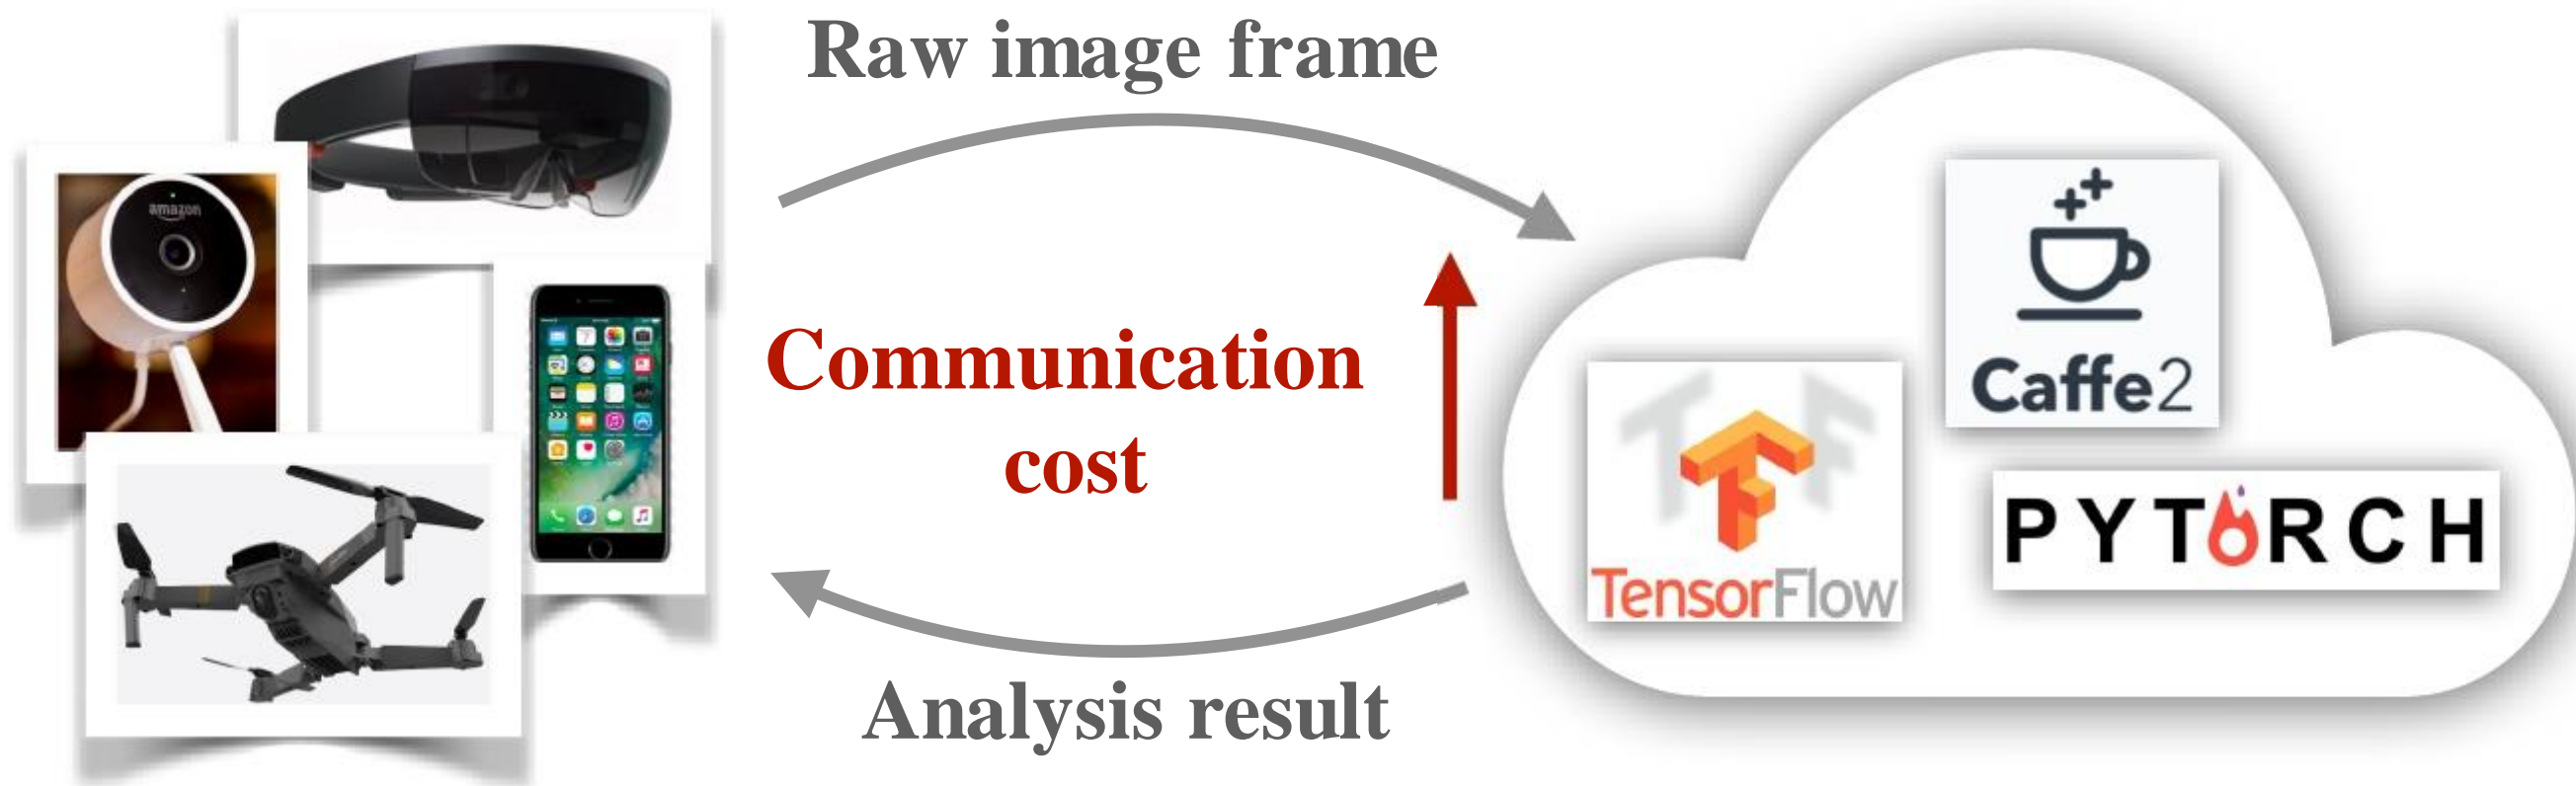 Raw image frame
amazon
Communication
cost
Caffe2
TensorFlow
PYTORCH
Analysis result